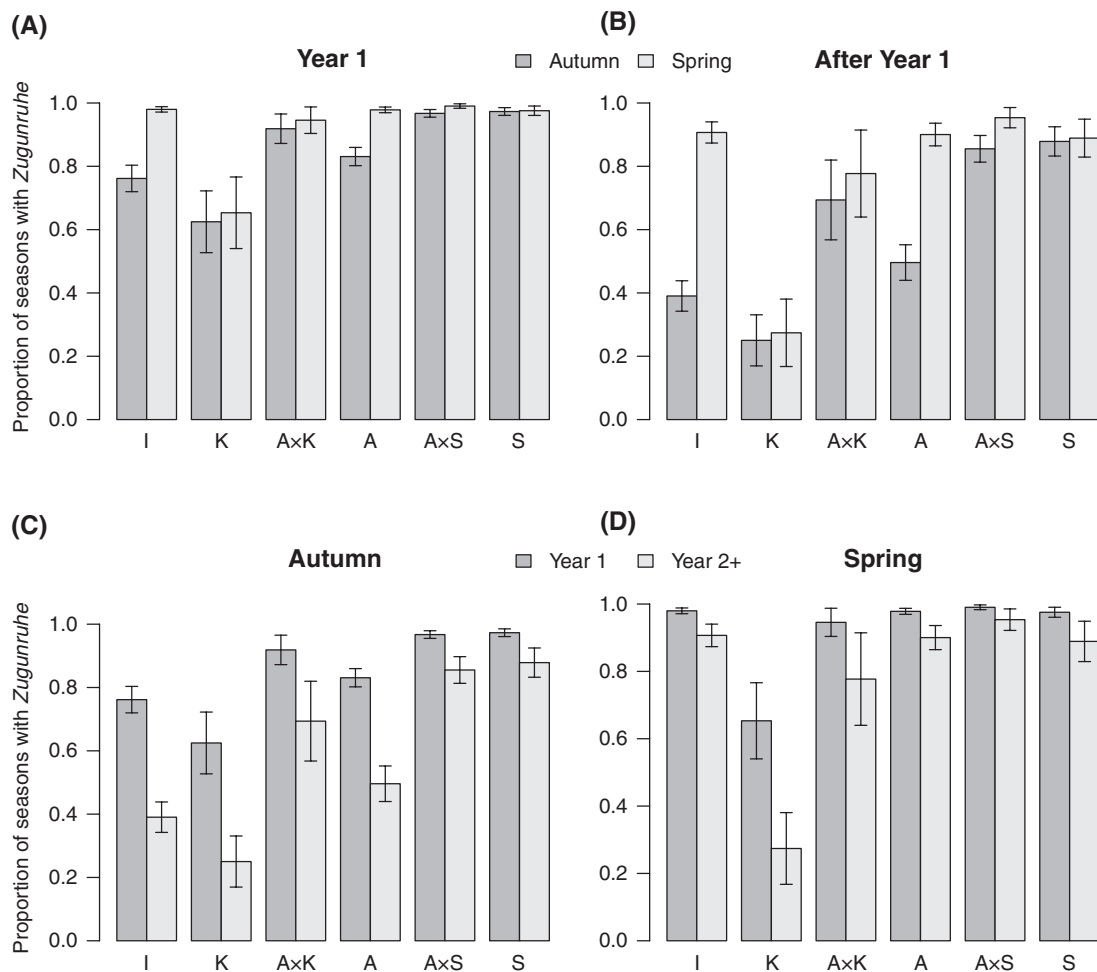 (A)
Year 1
Autumn Spring
(B)
After Year 1
Proportion of seasons with Zugunruhe
1.0
0.8
0.6
0.4
0.2
0.0
I K A×K A A×S S
1.0
0.8
0.6
0.4
0.2
0.0
I K A×K A A×S S
(C)
Autumn
Year 1 Year 2+
(D)
Spring
Proportion of seasons with Zugunruhe
1.0
0.8
0.6
0.4
0.2
0.0
I K A×K A A×S S
1.0
0.8
0.6
0.4
0.2
0.0
I K A×K A A×S S